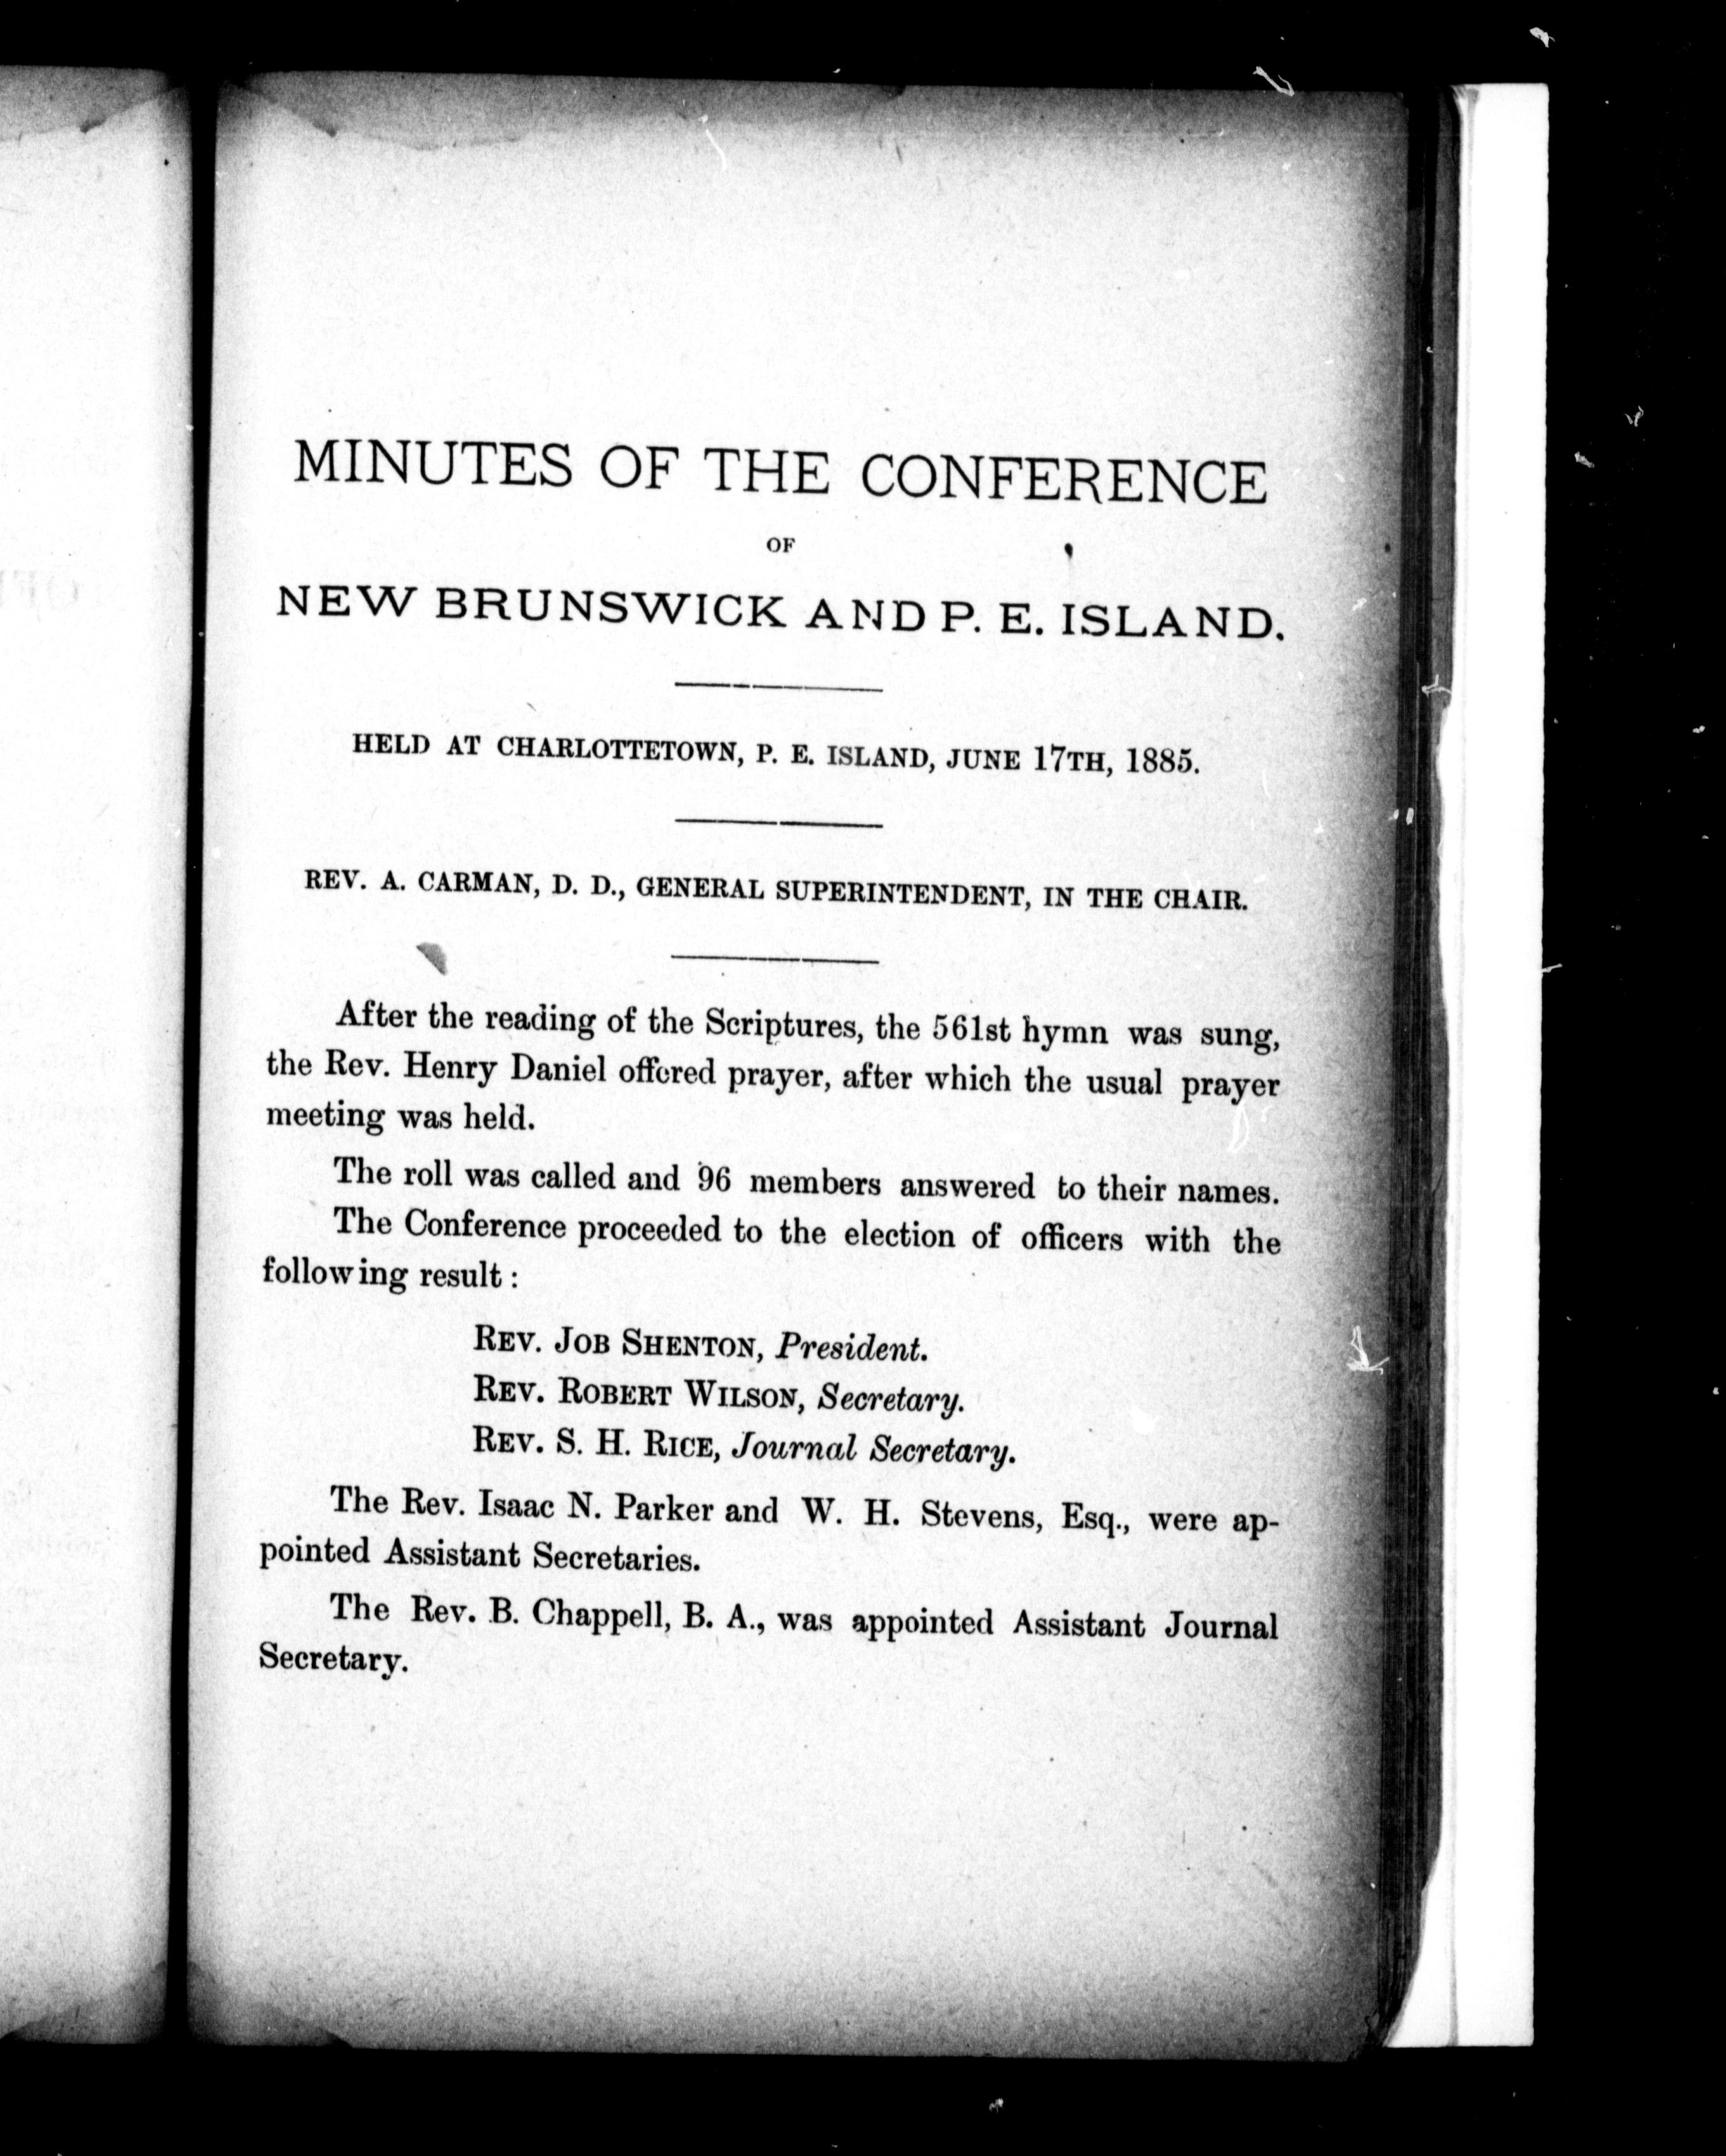 MINUTES OF THE CONFERENCE
OF
NEW BRUNSWICK AND P. E. ISLAND.
HELD AT CHARLOTTETOWN, P. E. ISLAND, JUNE 17TH, 1885.
REV. A. CARMAN, D. D., GENERAL SUPERINTENDENT, IN THE CHAIR.
After the reading of the Scriptures, the 561st hymn was sung,
the Rev. Henry Daniel offered prayer, after which the usual prayer
meeting was held.
The roll was called and 96 members answered to their names.
The Conference proceeded to the election of officers with the
following result :
REV. JOB SHENTON, President.
REV. ROBERT WILSON, Secretary.
REV. S. H. RICE, Journal Secretary.
The Rev. Isaac N. Parker and W. H. Stevens, Esq., were ap-
pointed Assistant Secretaries.
The Rev. B. Chappell, B. A., was appointed Assistant Journal
Secretary.